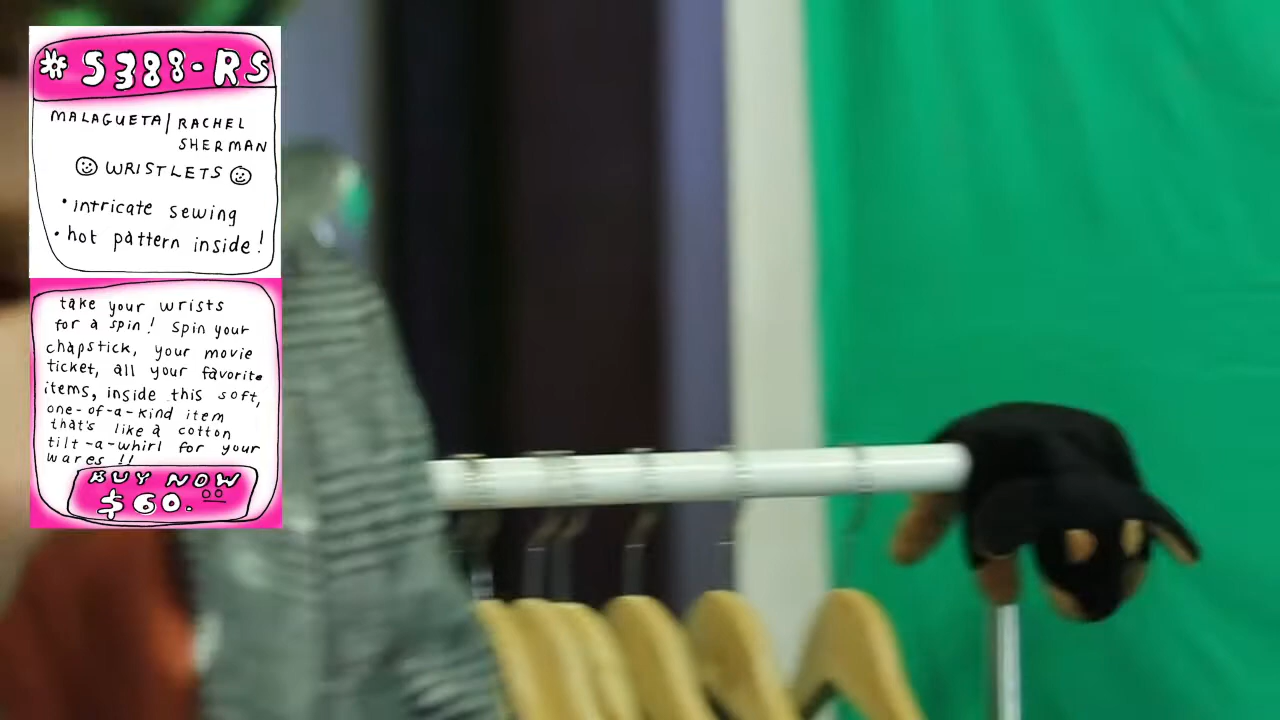 * 5388-RS
MALAGUETA/RACHEL
SHERMAN
WRISTLETS
• intricate sewing
• hot pattern inside!
take your wrists
for a spin! Spin your
chapstick, your movie
ticket, all your favorite
items, inside this soft,
one-of-a-kind item
that's like a cotton
tilt-a-whirl for your
wares !!
BUY NOW
$60.00